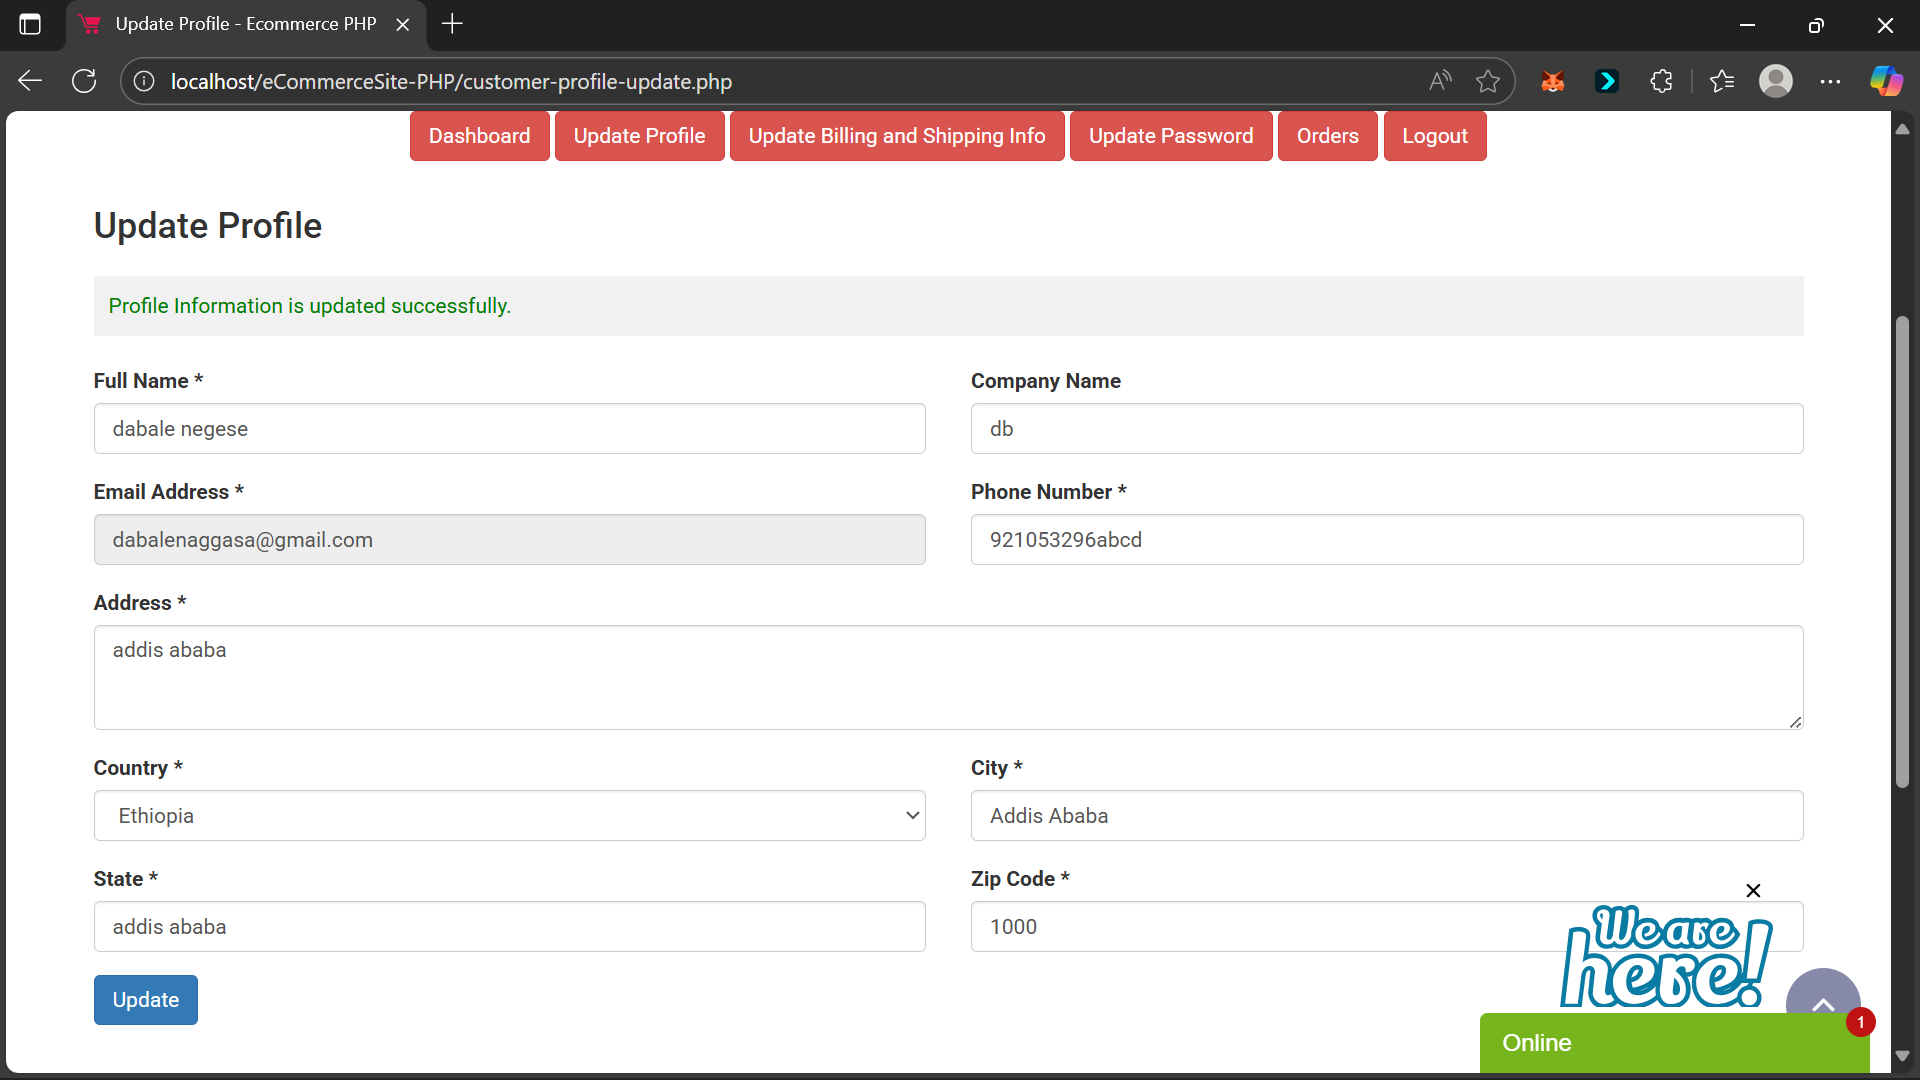 Update Profile - Ecommerce PHP
localhost/eCommerceSite-PHP/customer-profile-update.php
Dashboard
Update Profile
Update Billing and Shipping Info
Update Password
Orders
Logout
Update Profile
Profile Information is updated successfully.
Full Name *
Company Name
dabale negese
db
Email Address *
Phone Number *
dabalenaggasa@gmail.com
921053296abcd
Address *
addis ababa
Country *
City *
Ethiopia
Addis Ababa
State *
Zip Code *
addis ababa
1000
We are
here!
Update
1
Online